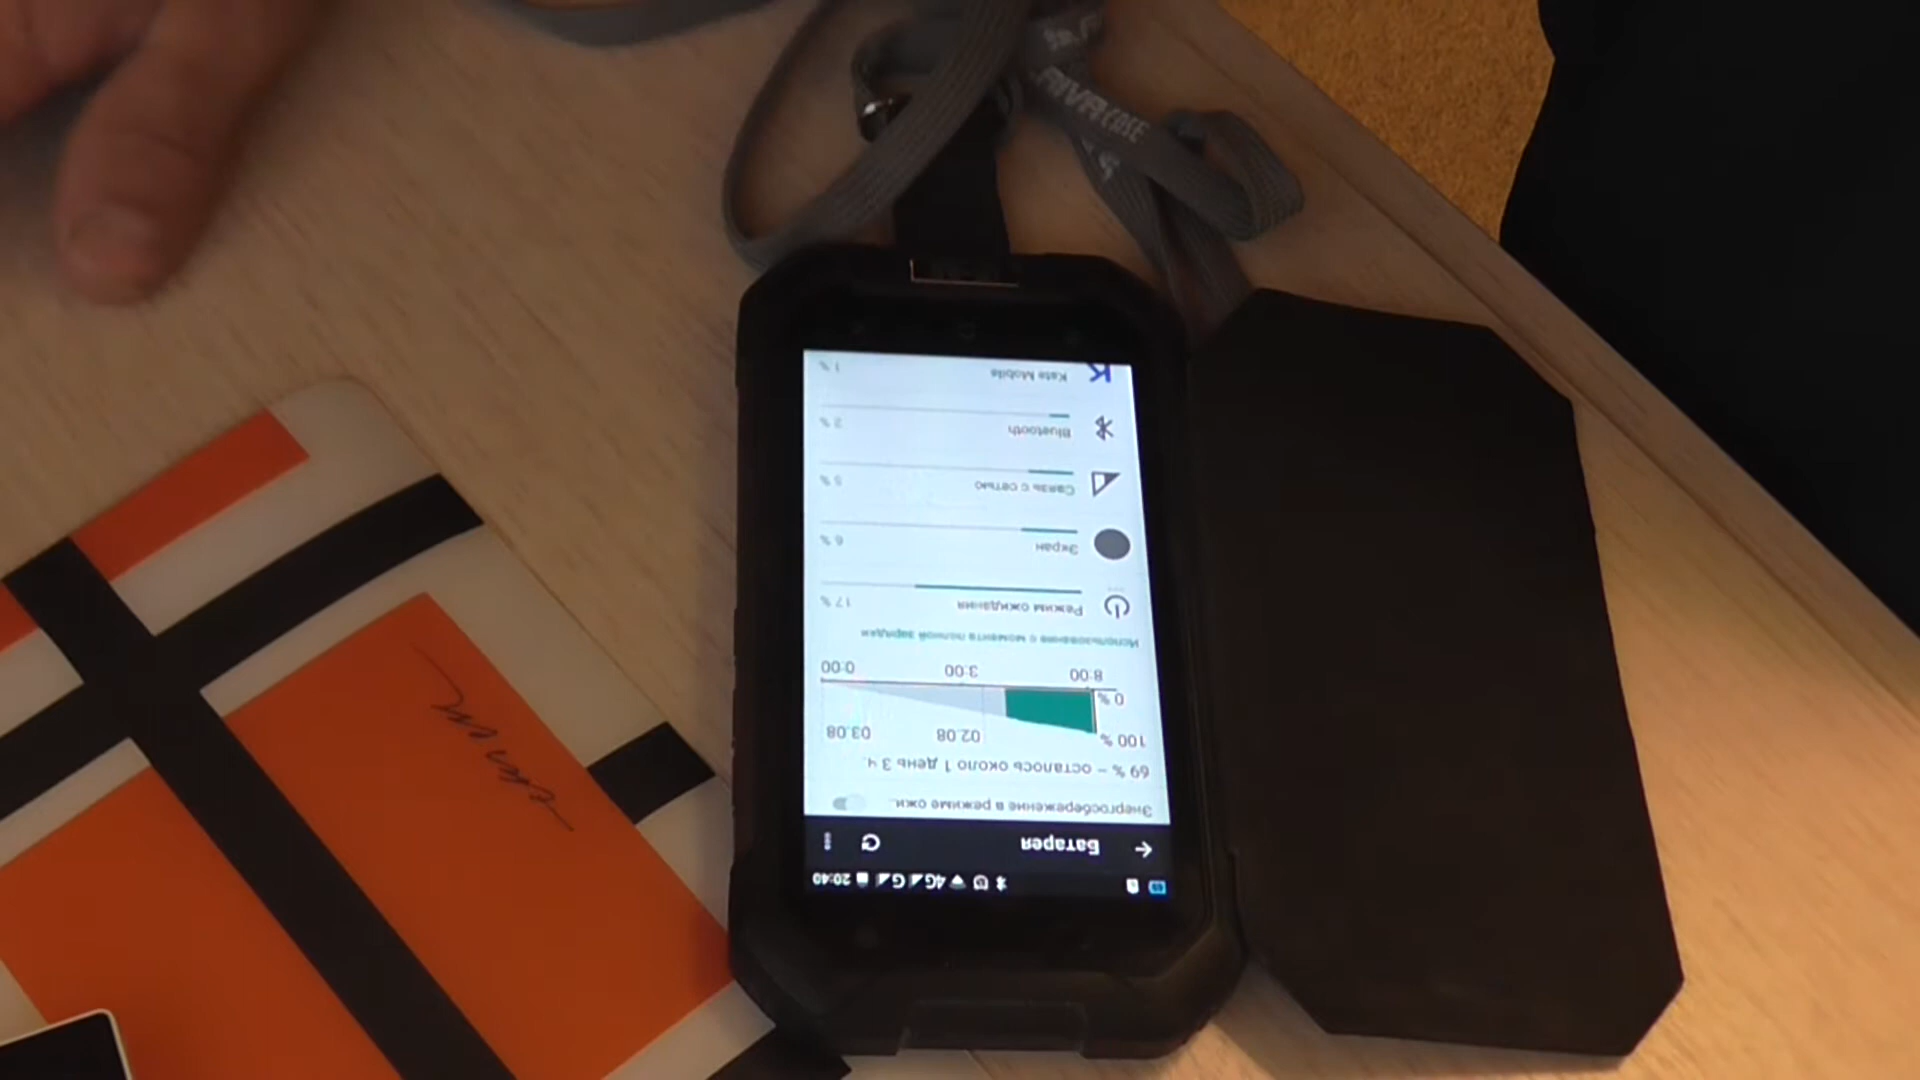 4G G 20:40
Батарея
Энергосбережение в режиме ожи..
69 % – осталось около 1 день 3 ч.
100 % 02.08 03.08
0 %
8:00 3:00 0:00
Использование с момента полной зарядки
Режим ожидания 17 %
Экран 6 %
Связь с сетью 5 %
Bluetooth 2 %
Kate Mobile 1 %
RIVACASE